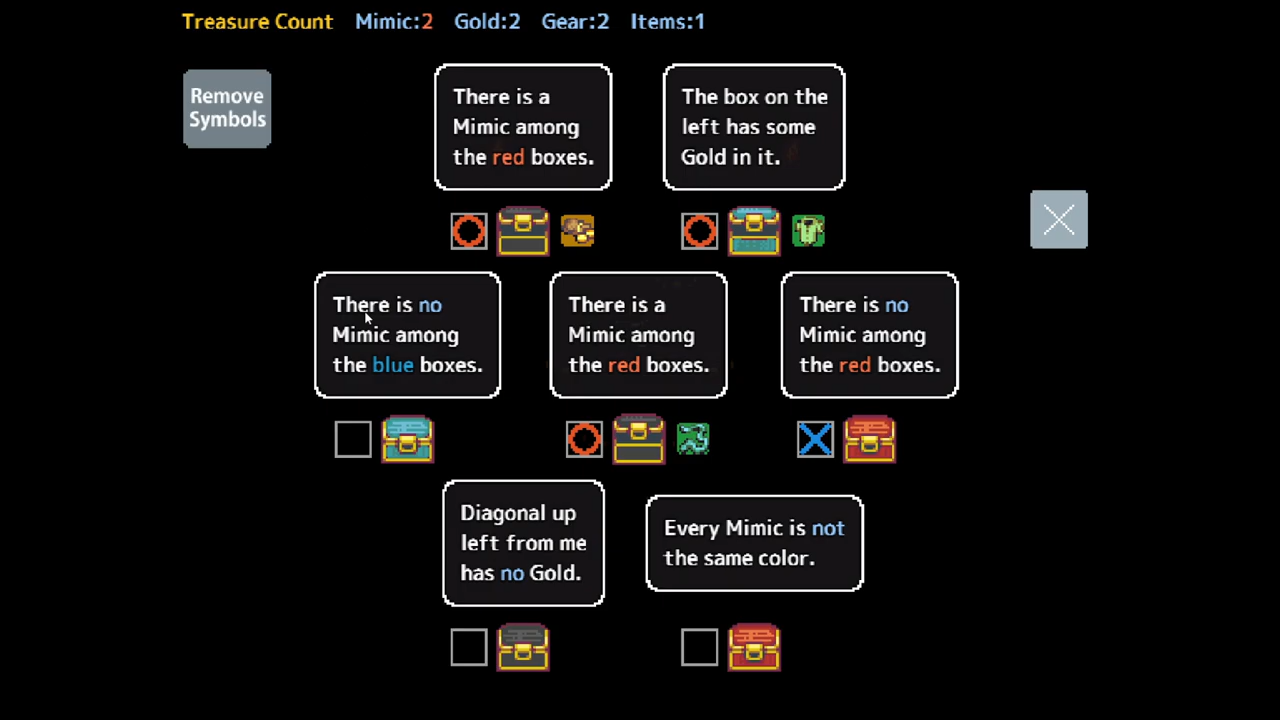 Treasure Count Mimic:2 Gold:2 Gear:2 Items:1
Remove
Symbols
There is a
Mimic among
the red boxes.
The box on the
left has some
Gold in it.
There is no
Mimic among
the blue boxes.
There is a
Mimic among
the red boxes.
There is no
Mimic among
the red boxes.
Diagonal up
left from me
has no Gold.
Every Mimic is not
the same color.